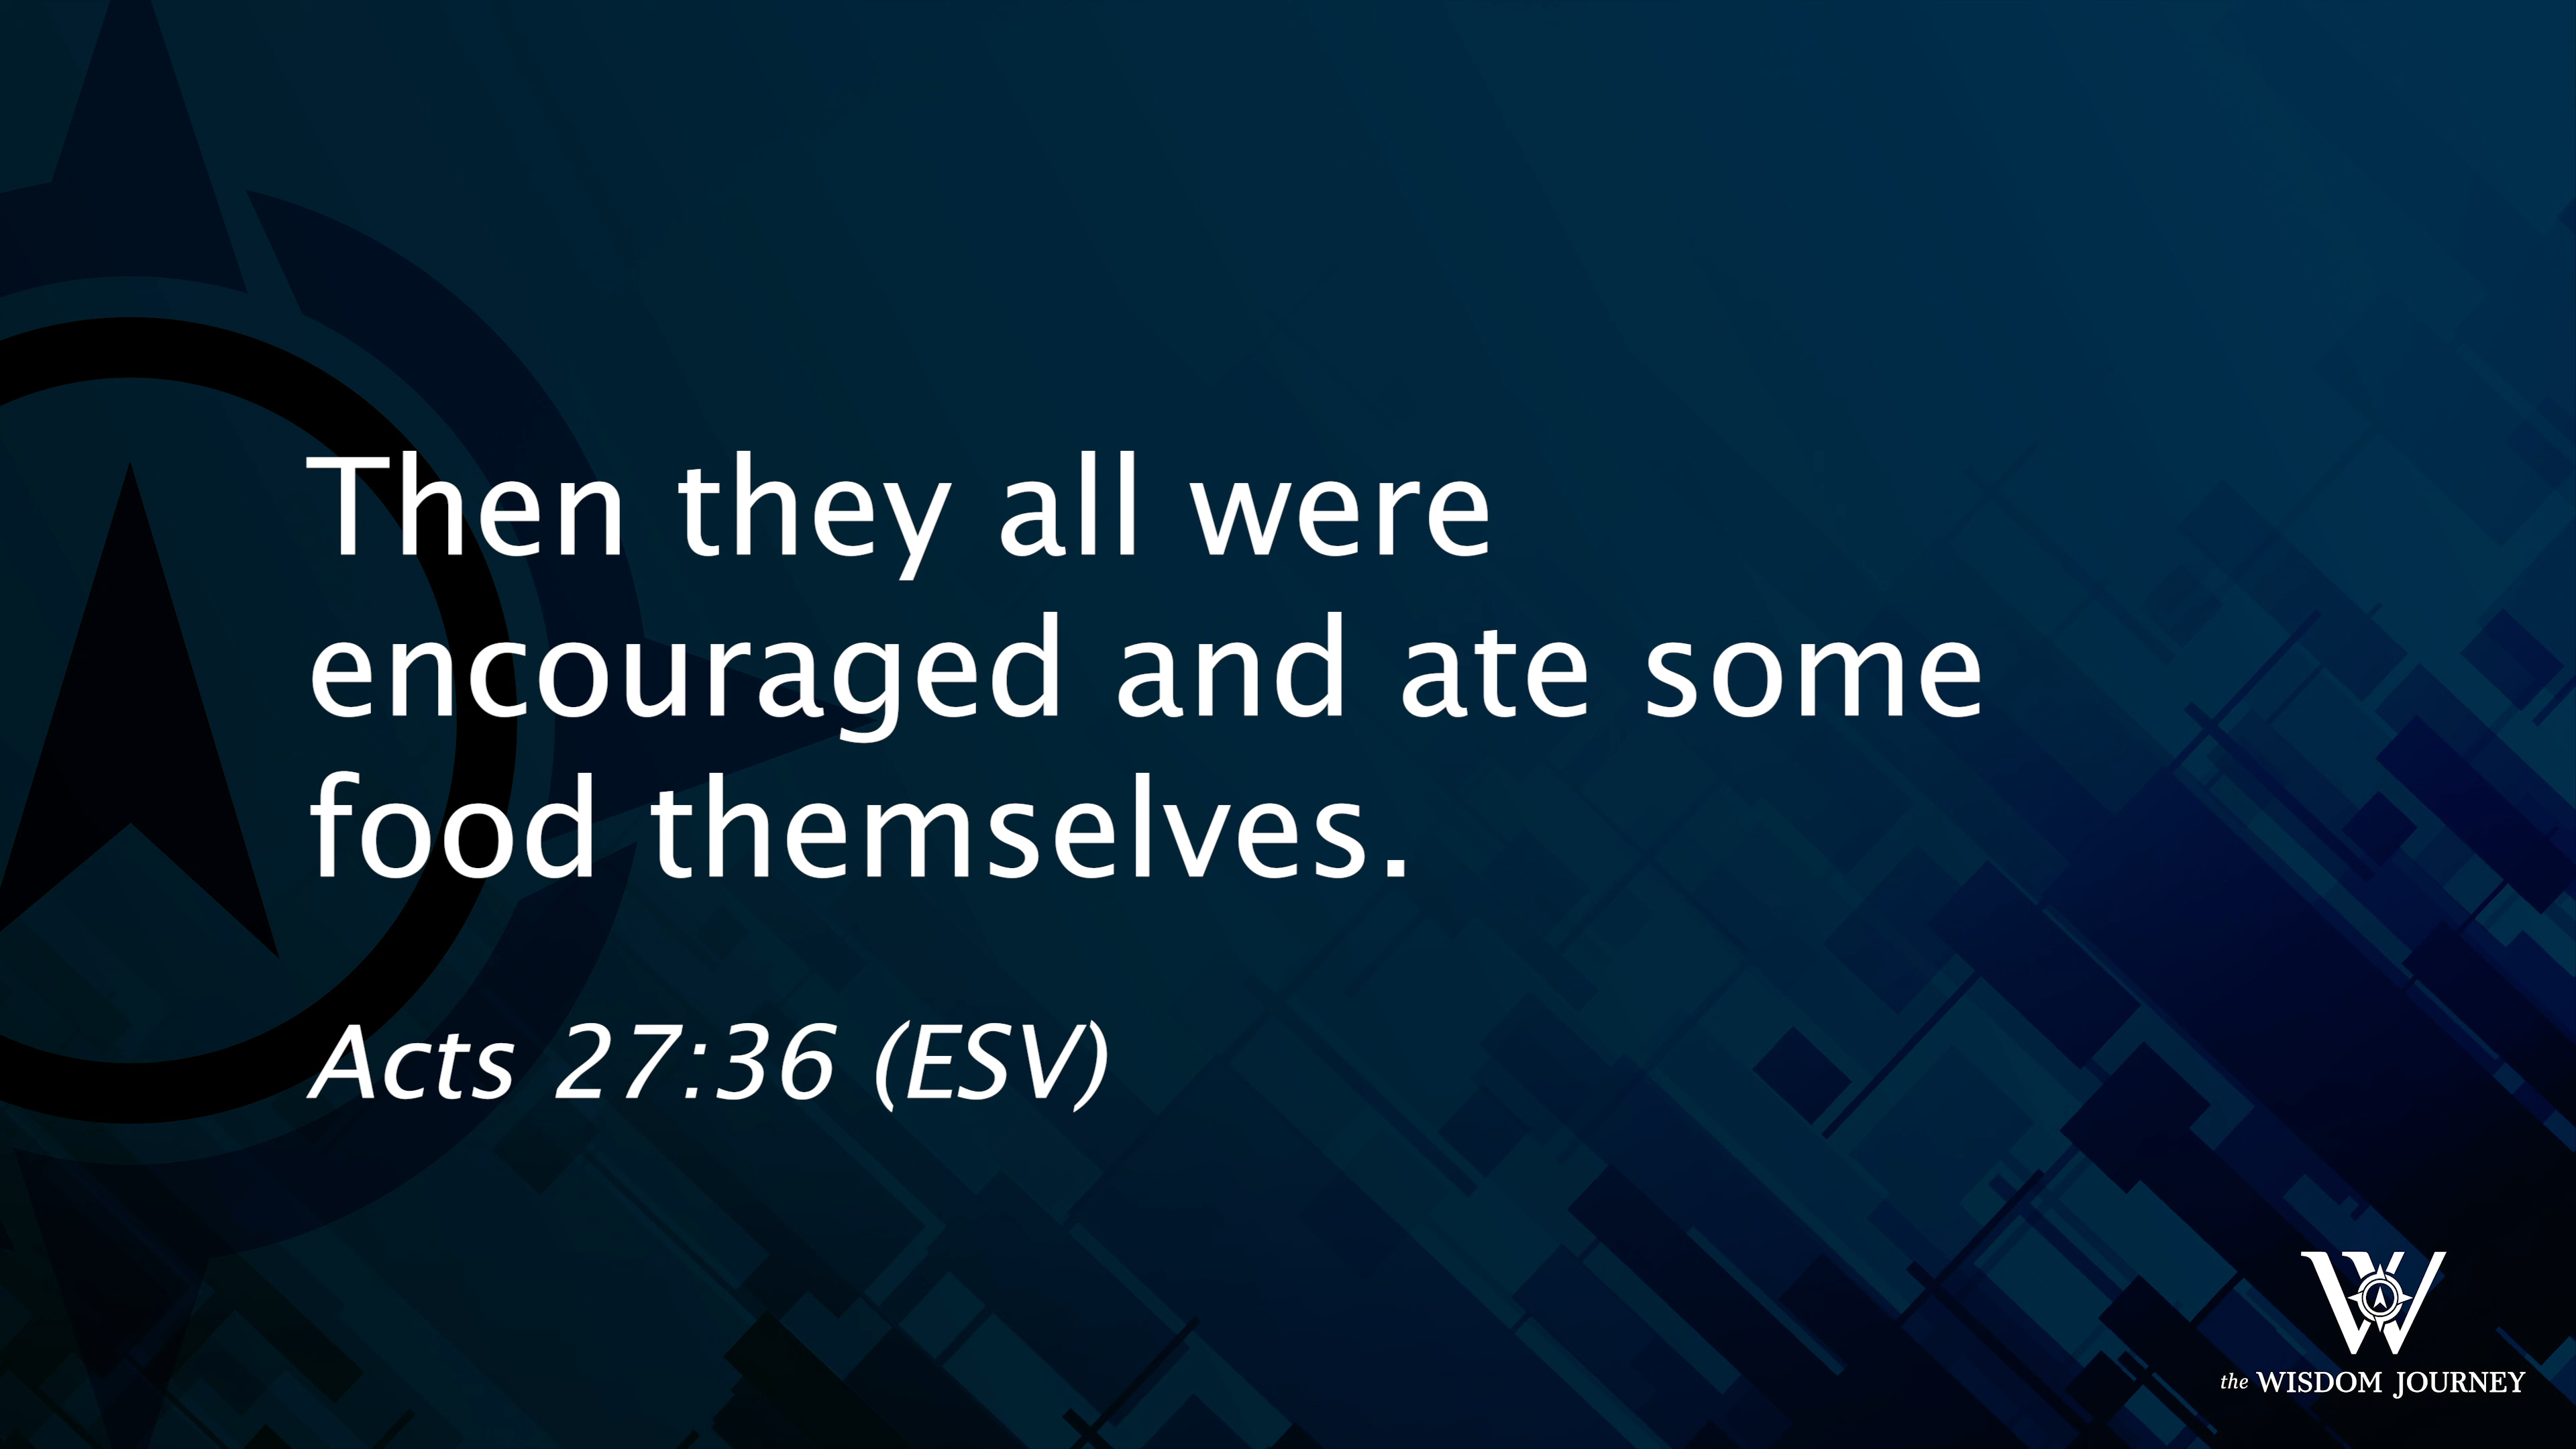 Then they all were
encouraged and ate some
food themselves.
Acts 27:36 (ESV)
W
the WISDOM JOURNEY